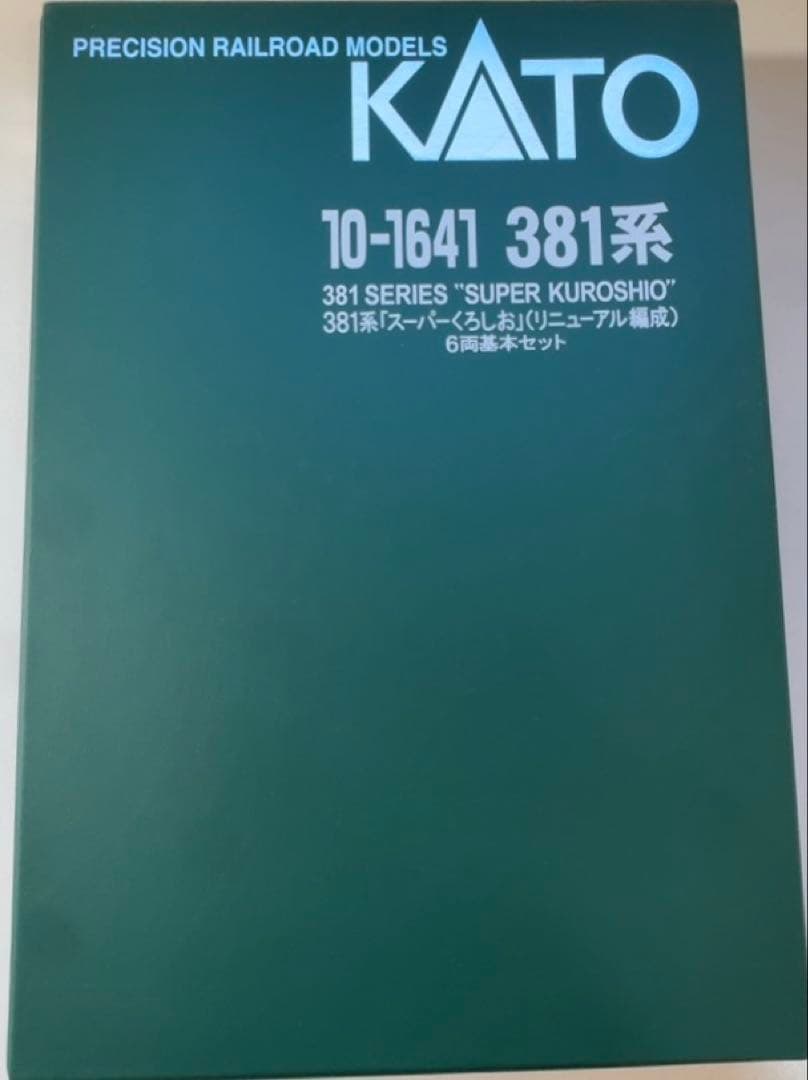 PRECISION RAILROAD MODELS
KATO
10-1641 381系
381 SERIES "SUPER KUROSHIO"
381系「スーパーくろしお」(リニューアル編成)
6両基本セット